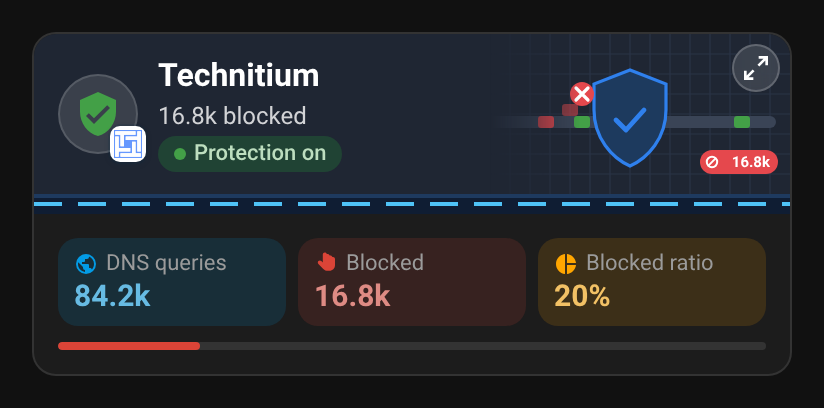 Technitium
16.8k blocked
Protection on
16.8k
DNS queries
84.2k
Blocked
16.8k
Blocked ratio
20%